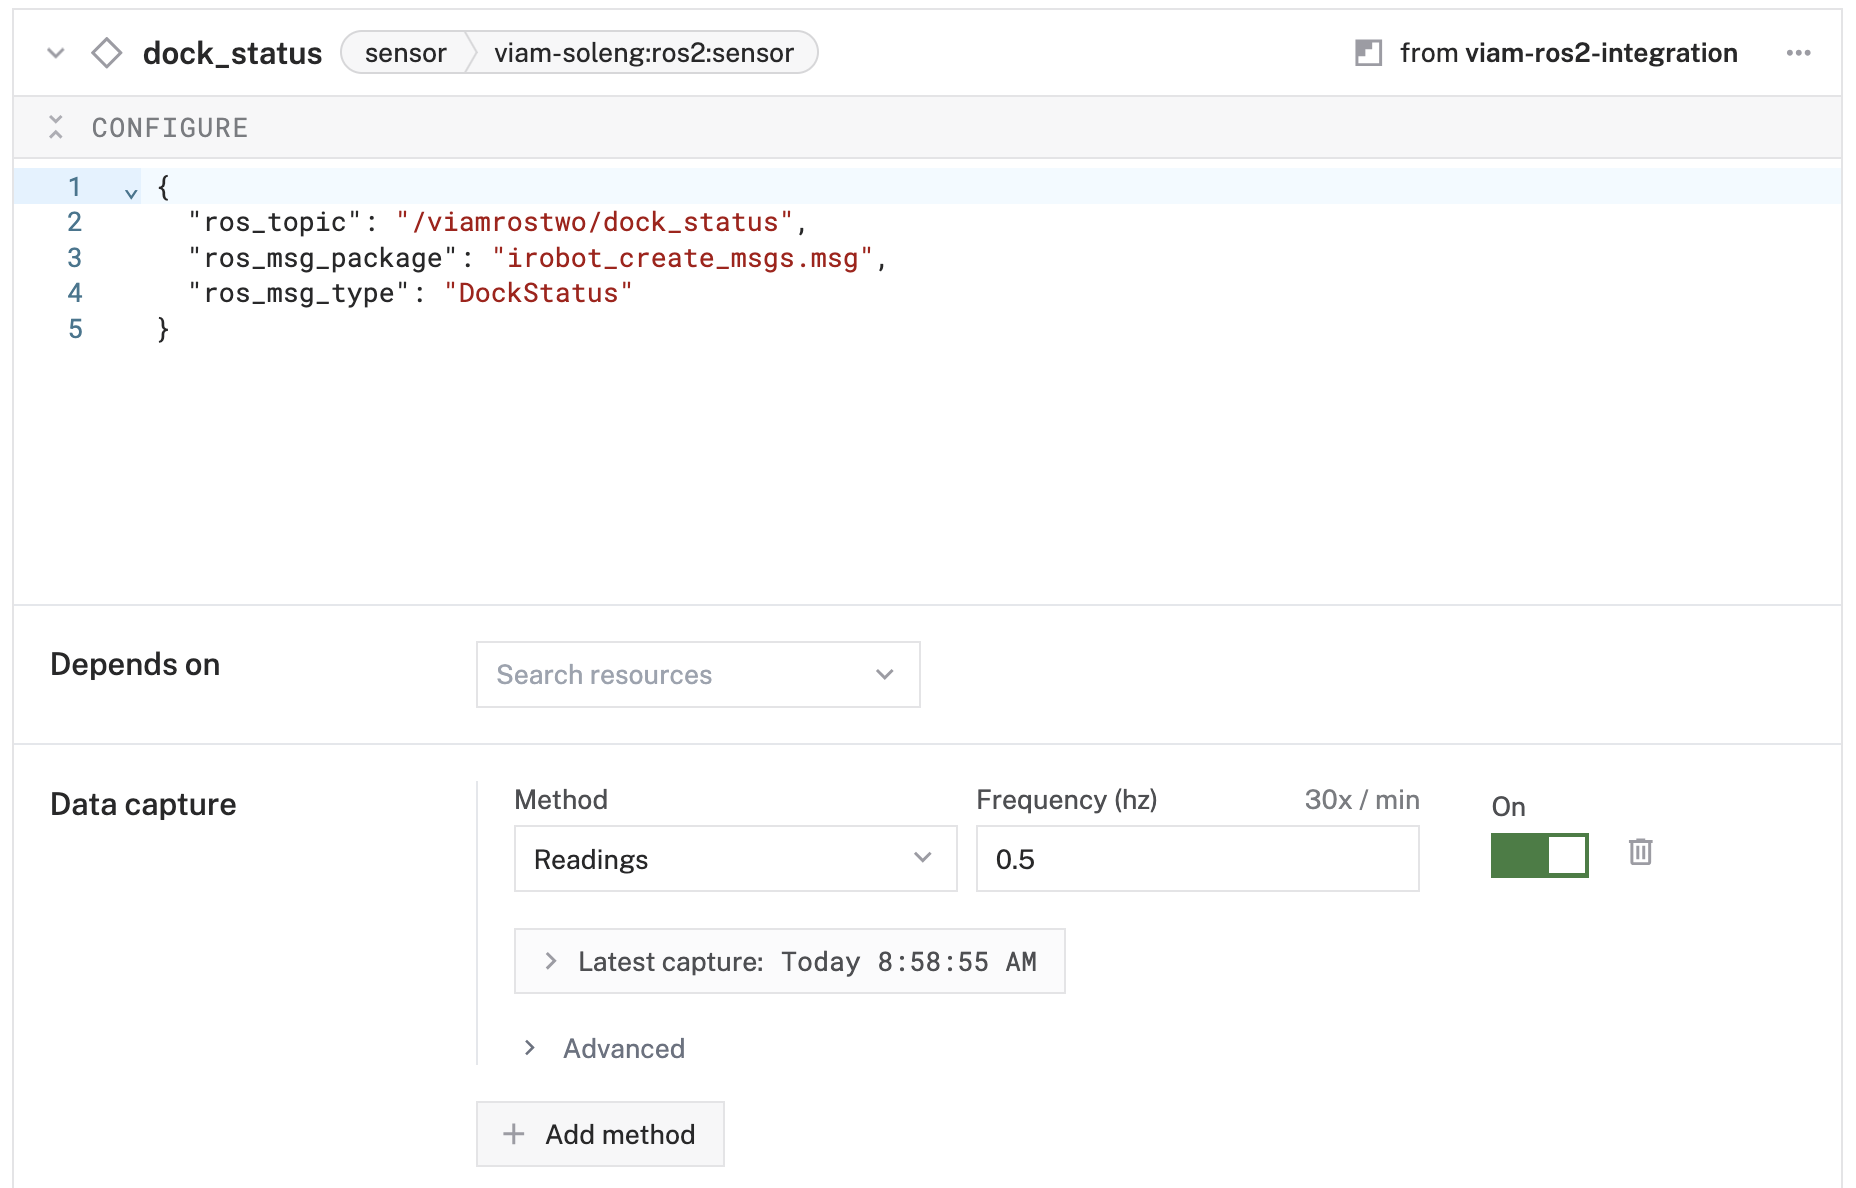 dock_status sensor viam-soleng:ros2:sensor from viam-ros2-integration
CONFIGURE
1 {
2 "ros_topic": "/viamrostwo/dock_status",
3 "ros_msg_package": "irobot_create_msgs.msg",
4 "ros_msg_type": "DockStatus"
5 }
Depends on Search resources
Data capture Method Frequency (hz) 30x / min On
Readings 0.5
Latest capture: Today 8:58:55 AM
Advanced
Add method